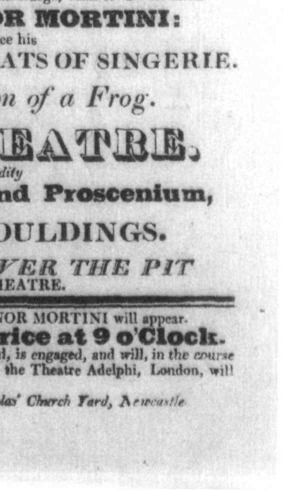 OR MORTINI:
ce his
ATS OF SINGERIE.
n of a Frog.
EATRE,
dity
nd Proscenium,
OULDINGS.
VER THE PIT
HEATRE.
NOR MORTINI will appear.
rice at 9 o'Clock.
d, is engaged, and will, in the course
the Theatre Adelphi, London, will
las' Church Yard, Newcastle